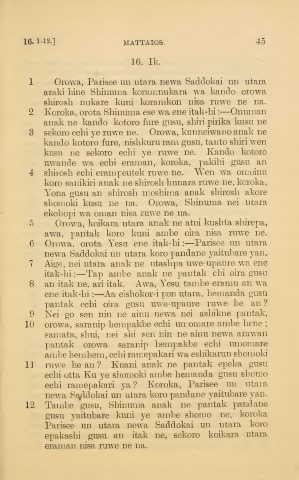 16. 1-12.] MATTAIOS. 45
16. Ik.
1 Orowa, Parisee un utara newa Saddokai un utara
araki hine Shinuma koramnukara wa kando orowa
shirosh nukare kuni koramkon nisa ruwe ne na.
2 Koroka, orota Shinuma ese wa ene itak-hi:—Onuman
anak ne kando kotoro fure gusu, shiri pirika kusu ne
3 sekoro echi ye ruwe ne. Orowa, kunneiwano anak ne
kando kotoro fure, nishkuru ram gusu, tanto shiri wen
kusu ne sekoro echi ye ruwe ne. Kando kotoro
uwande wa echi eraman, koroka, pakihi gusu an
4 shirosh echi erampeutek ruwe ne. Wen wa omoinu
koro sanikiri anak ne shirosh hunara ruwe ne, koroka,
Yona gusu an shirosh moshima anak shirosh akore
shomoki kusu ne na. Orowa, Shinuma nei utara
ekohopi wa oman nisa ruwe ne na.
5 Orowa, koikara utara anak ne atui kushta shirepa,
awa, pantak koro kuni ambe oira nisa ruwe ne.
6 Orowa, orota Yesu ene itak-hi:—Parisee un utara
newa Saddokai un utara koro pandane yaitubare yan.
7 Aige, nei utara anak ne utashpa uwe-upaure wa ene
itak-hi:—Tap ambe anak ne pantak chi oira gusu
8 an itak ne, ari itak. Awa, Yesu tambe eramu an wa
ene itak-hi:—Aa eishokor-i pon utara, hemanda gusu
pantak echi oira gusu uwe-upaure ruwe he an?
9 Nei go sen nin ne ainu newa nei ashikne pantak,
10 orowa, saranip hempakbe echi umomare ambe hene;
samata, shui, nei shi sen nin ne ainu newa aruwan
pantak orowa saranip hempakbe echi umomare
ambe hembem, echi ranepakari wa eshikarun shomoki
11 ruwe he an? Kuani anak ne pantak epeka gusu
echi otta Ku ye shomoki ambe hemanda gusu shomo
echi ranepakari ya? Koroka, Parisee un utara
newa Saddokai un utara koro pandane yaitubare yan.
12 Tambe gusu, Shinuma anak ne pantak pandane
gusu yaitubare kuni ye ambe shomo ne, koroka
Parisee un utara newa Saddokai un utara koro
epakashi gusu an itak ne, sekoro koikara utara
eraman nisa ruwe ne na.